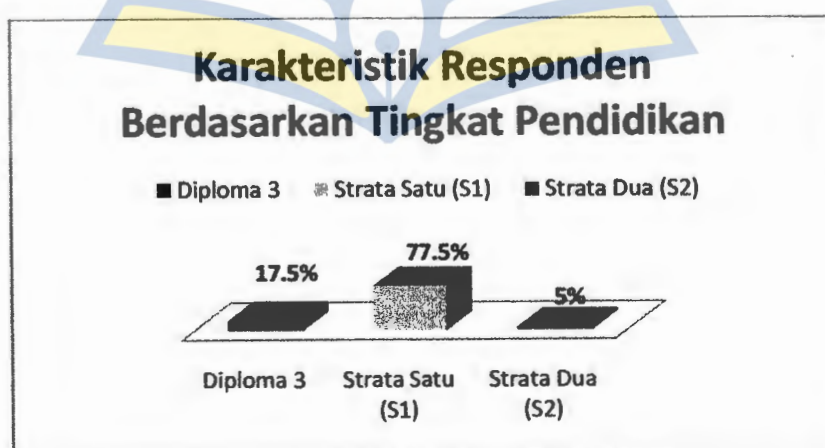 Karakteristik Responden
Berdasarkan Tingkat Pendidikan
Diploma 3 Strata Satu (S1) Strata Dua (S2)
17.5% 77.5% 5%
Diploma 3 Strata Satu (S1) Strata Dua (S2)